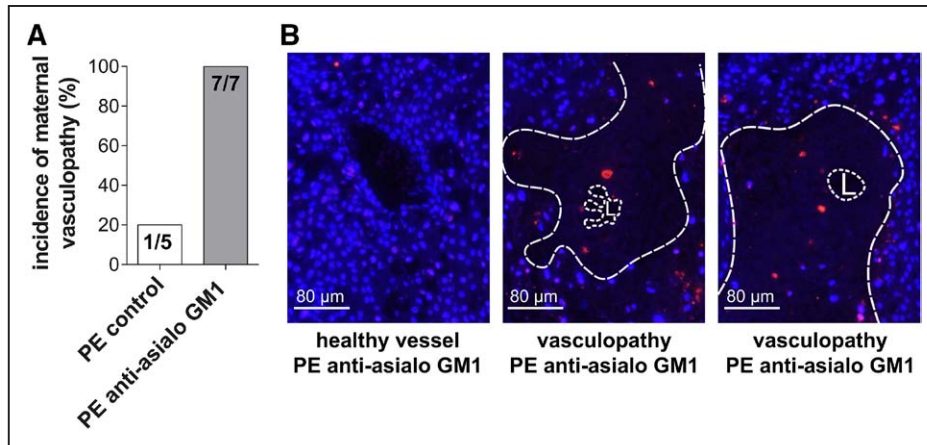 A
incidence of maternal
vasculopathy (%)
100
80
60
40
20
0
1/5
7/7
PE control
PE anti-asialo GM1
B
80 µm
healthy vessel
PE anti-asialo GM1
L
80 µm
vasculopathy
PE anti-asialo GM1
L
80 µm
vasculopathy
PE anti-asialo GM1